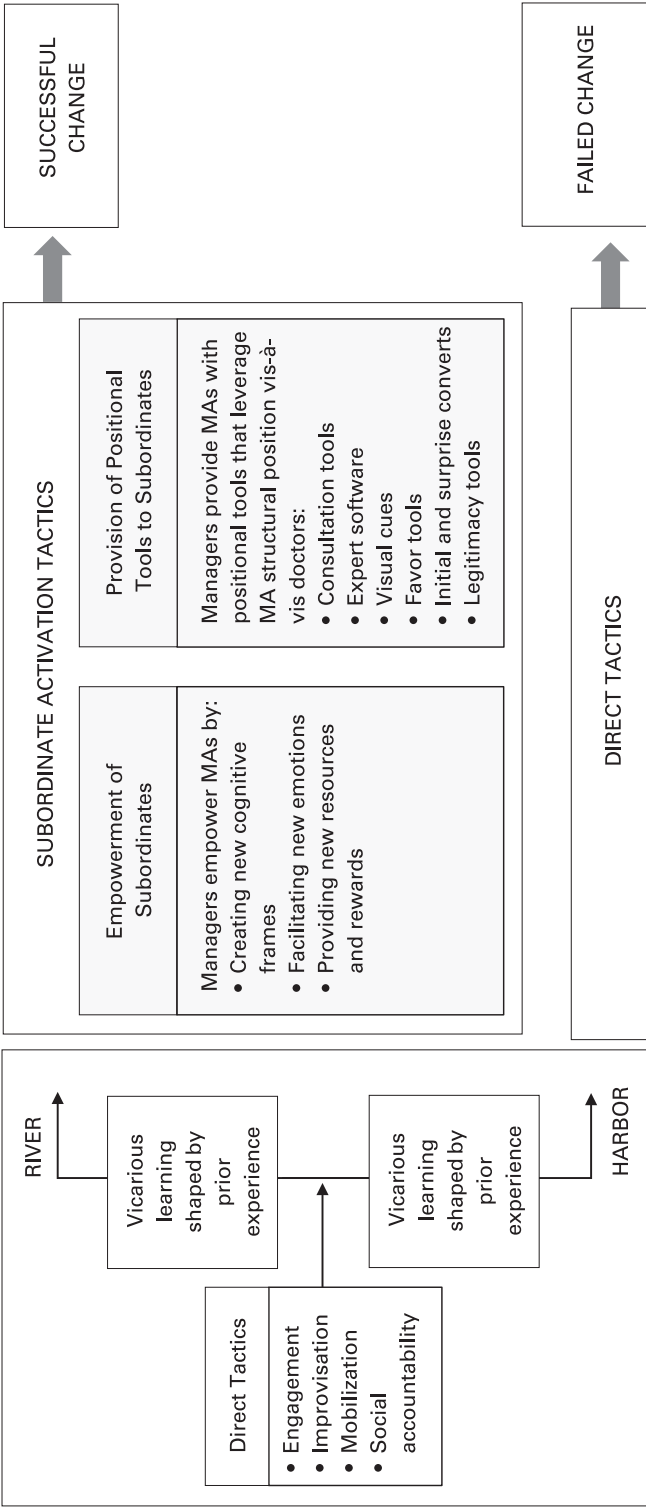 Direct Tactics
• Engagement
• Improvisation
• Mobilization
• Social
accountability
RIVER
Vicarious
learning
shaped by
prior
experience
Vicarious
learning
shaped by
prior
experience
HARBOR
SUBORDINATE ACTIVATION TACTICS
Empowerment of
Subordinates
Managers empower MAs by:
• Creating new cognitive
frames
• Facilitating new emotions
• Providing new resources
and rewards
Provision of Positional
Tools to Subordinates
Managers provide MAs with
positional tools that leverage
MA structural position vis-à-
vis doctors:
• Consultation tools
• Expert software
• Visual cues
• Favor tools
• Initial and surprise converts
• Legitimacy tools
DIRECT TACTICS
SUCCESSFUL
CHANGE
FAILED CHANGE